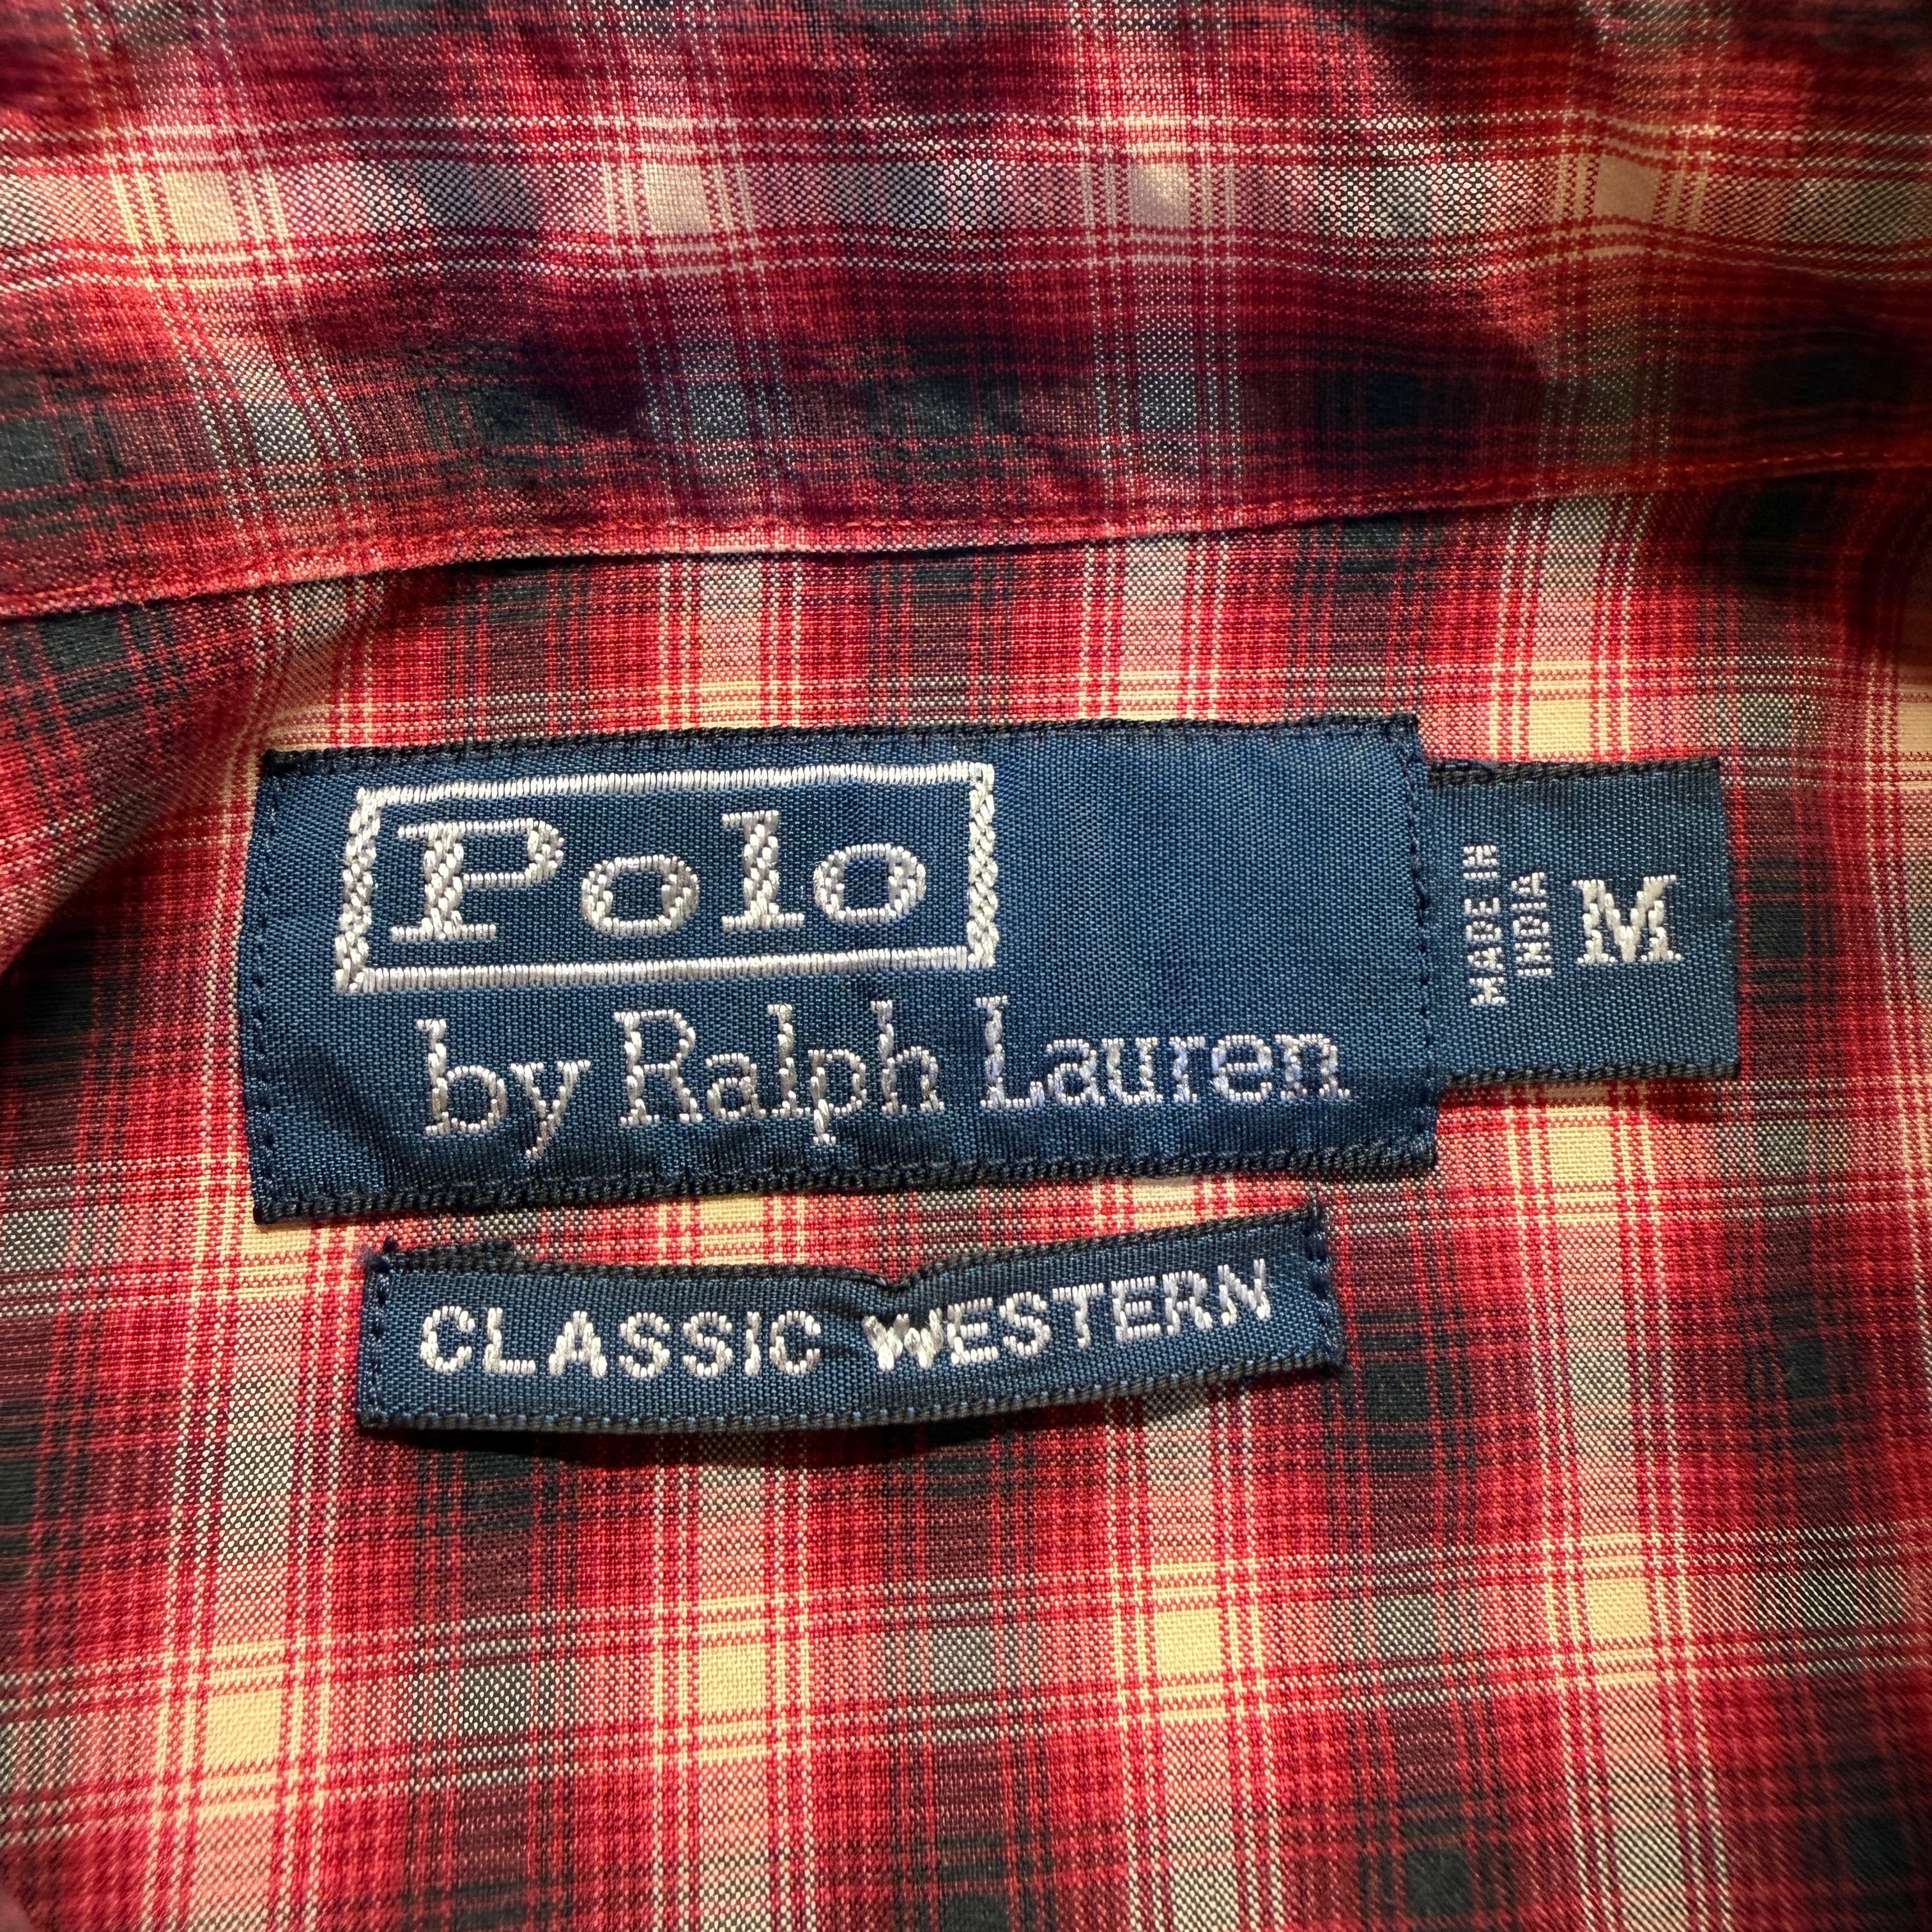 Polo
by Ralph Lauren
MADE IN
INDIA
M
CLASSIC WESTERN